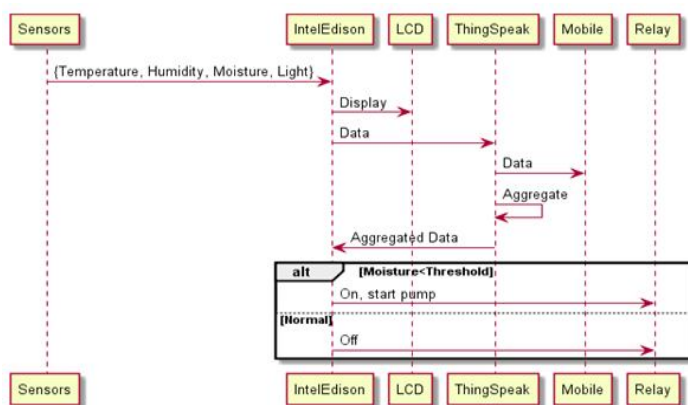 Sensors IntelEdison LCD ThingSpeak Mobile Relay
{Temperature, Humidity, Moisture, Light}
Display
Data
Data
Aggregate
Aggregated Data
alt [Moisture<Threshold]
On, start pump
[Normal]
Off
Sensors IntelEdison LCD ThingSpeak Mobile Relay